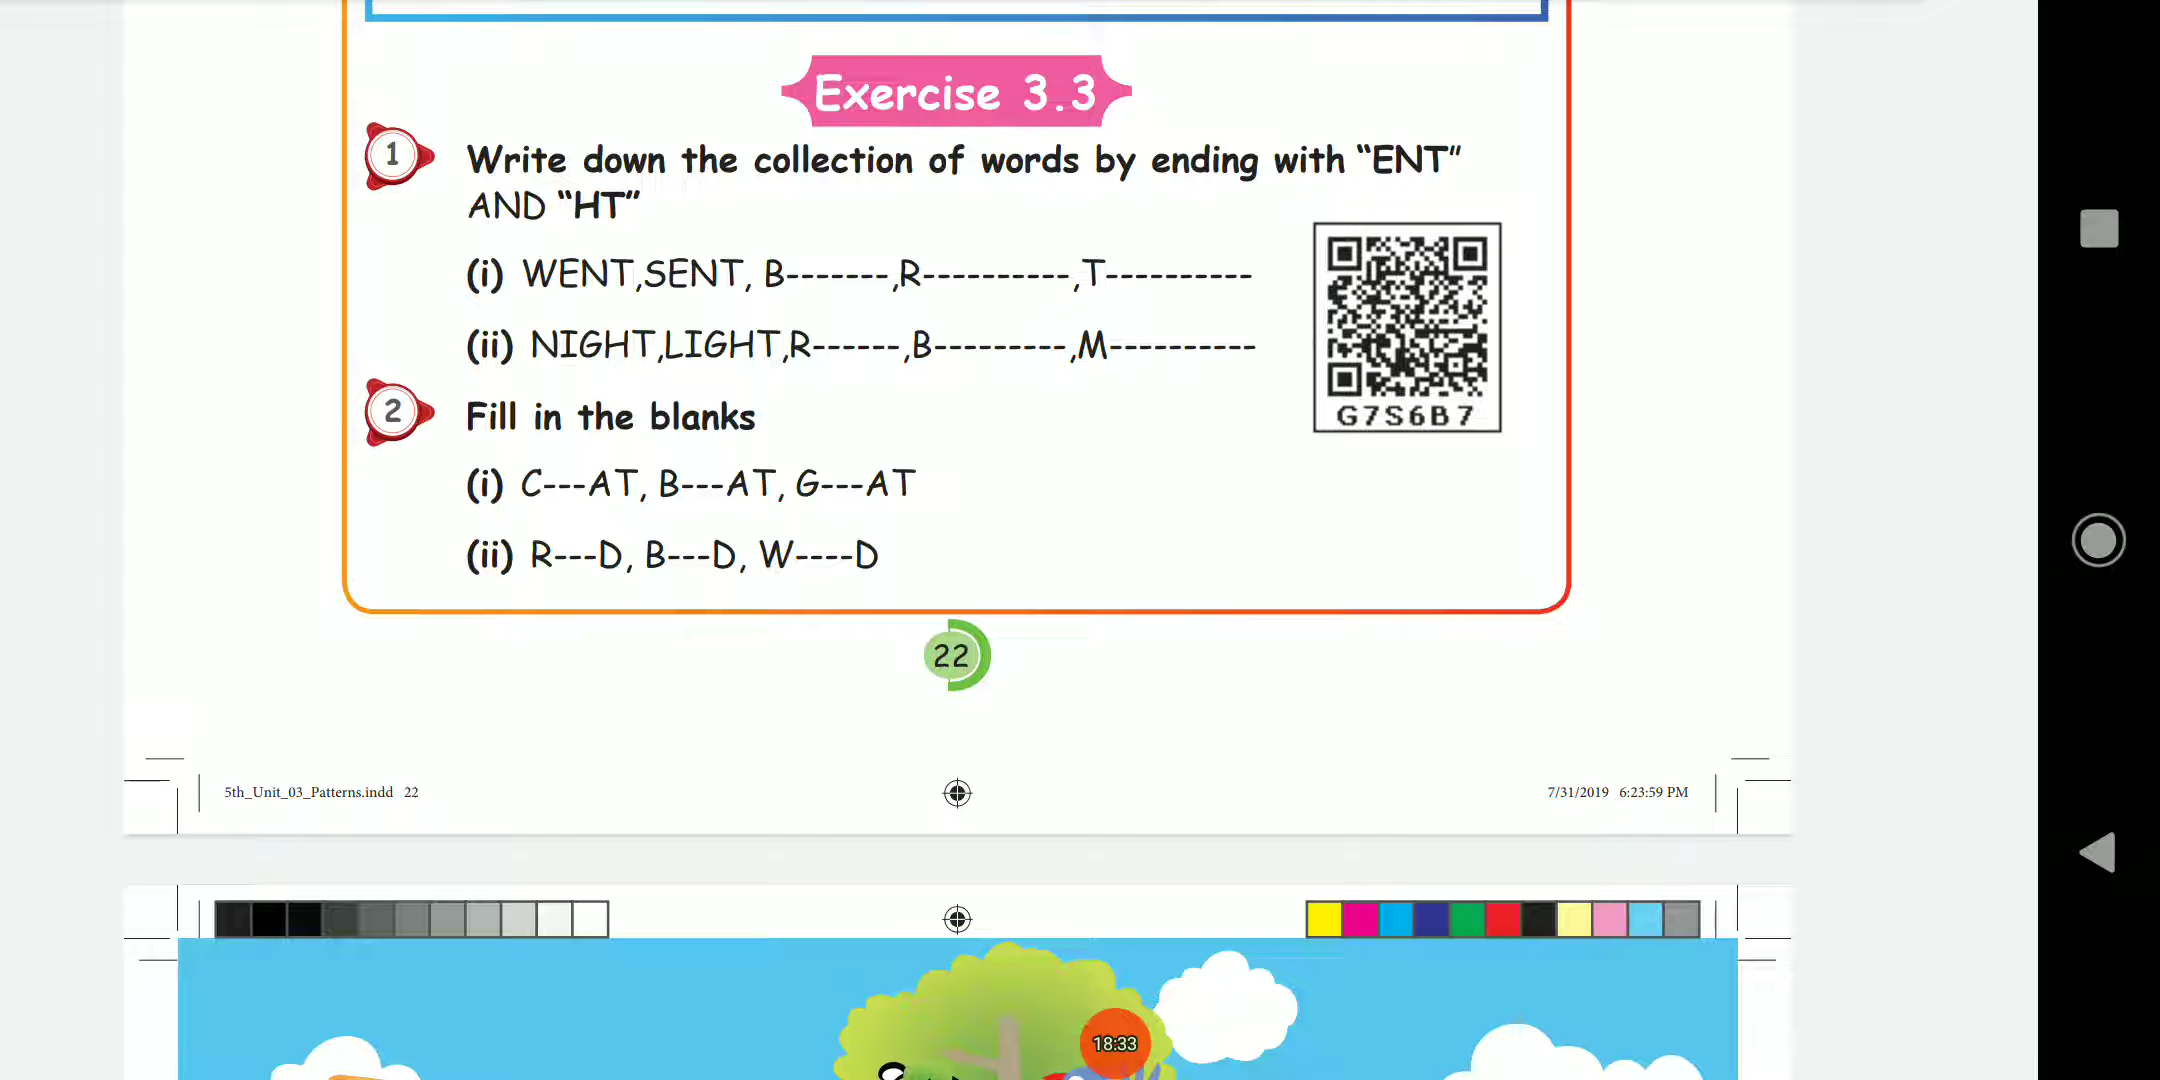 Exercise 3.3
1 Write down the collection of words by ending with “ENT”
AND “HT”
(i) WENT,SENT, B-------,R----------,T----------
(ii) NIGHT,LIGHT,R------,B---------,M----------
G7S6B7
2 Fill in the blanks
(i) C---AT, B---AT, G---AT
(ii) R---D, B---D, W----D
22
5th_Unit_03_Patterns.indd 22
7/31/2019 6:23:59 PM
18:33